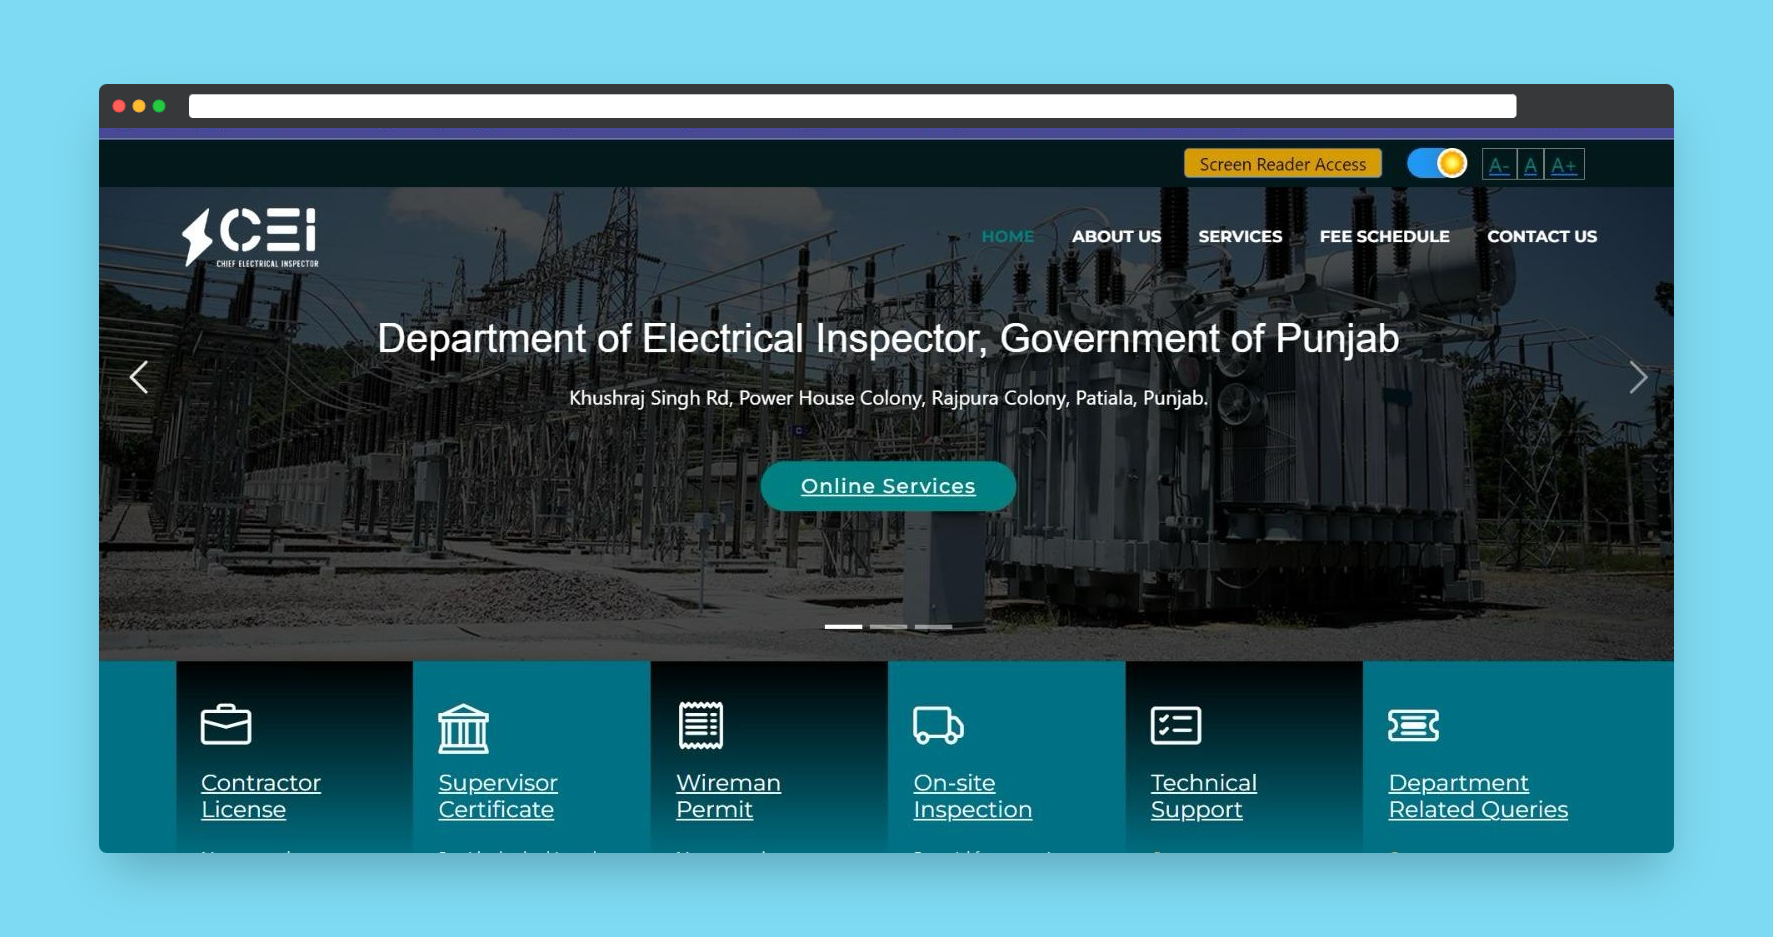 Screen Reader Access
A- A A+
CEI
CHIEF ELECTRICAL INSPECTOR
HOME ABOUT US SERVICES FEE SCHEDULE CONTACT US
Department of Electrical Inspector, Government of Punjab
Khushraj Singh Rd, Power House Colony, Rajpura Colony, Patiala, Punjab.
Online Services
Contractor
License
Supervisor
Certificate
Wireman
Permit
On-site
Inspection
Technical
Support
Department
Related Queries